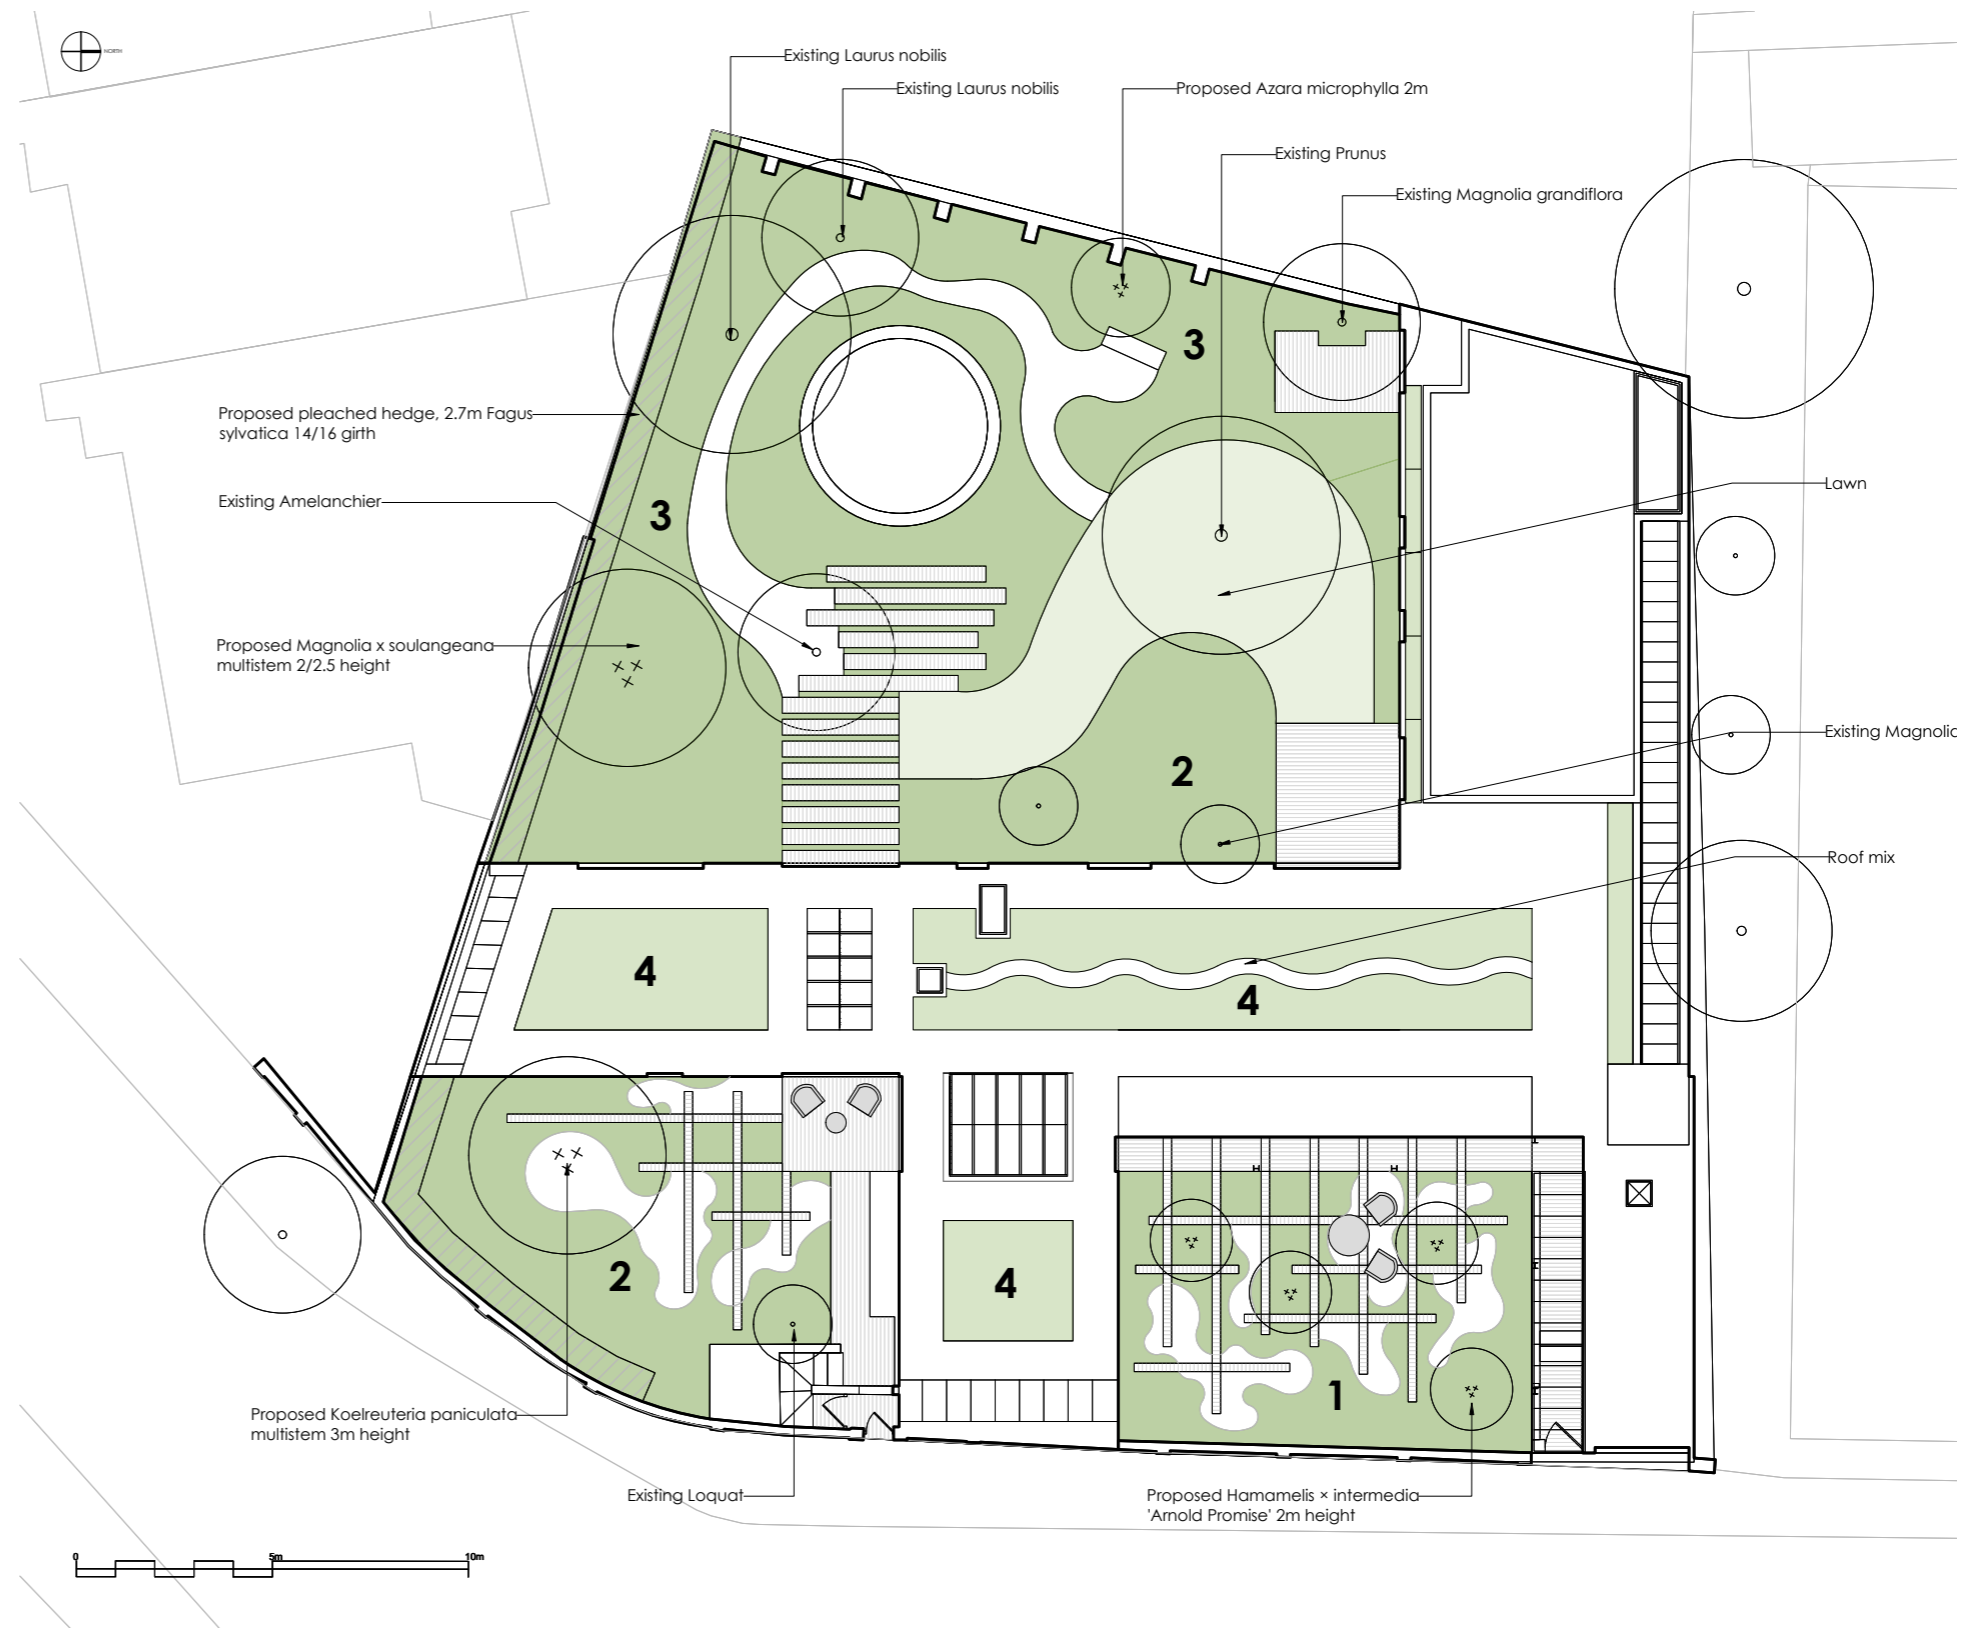 NORTH
Existing Laurus nobilis
Existing Laurus nobilis
Proposed Azara microphylla 2m
Existing Prunus
Existing Magnolia grandiflora
3
Proposed pleached hedge, 2.7m Fagus
sylvatica 14/16 girth
Existing Amelanchier
3
Lawn
Proposed Magnolia x soulangeana
multistem 2/2.5 height
Existing Magnolic
2
Roof mix
4
4
2
4
1
Proposed Koelreuteria paniculata
multistem 3m height
Existing Loquat
Proposed Hamamelis × intermedia
'Arnold Promise' 2m height
0 5m 10m